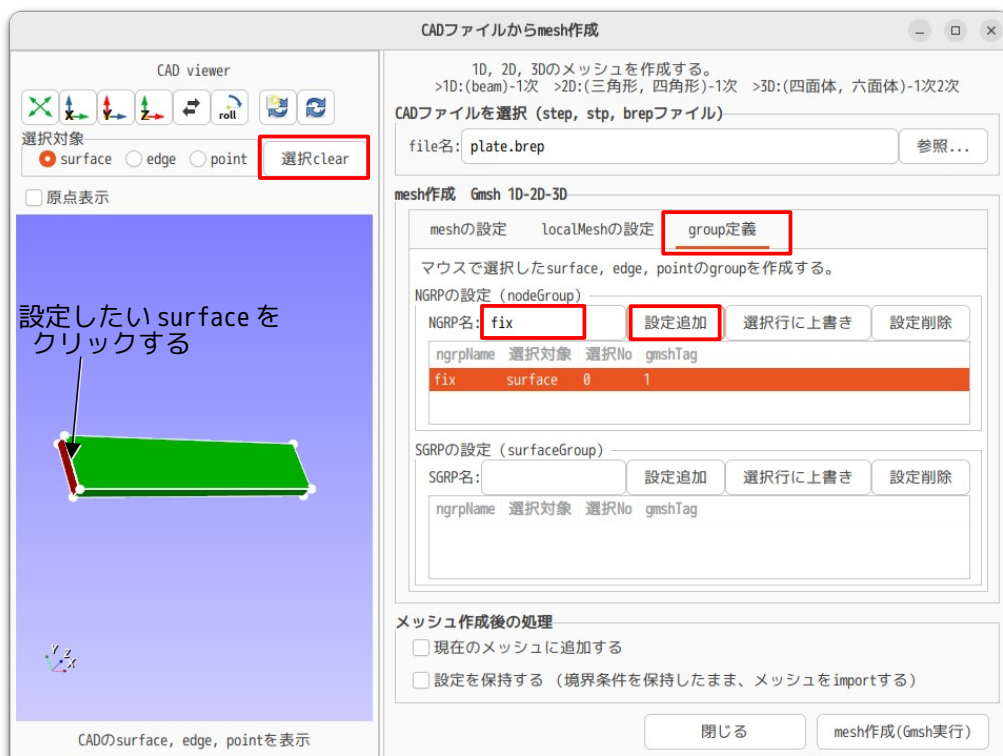 CADファイルからmesh作成
CAD viewer
X
Y
Z
roll
選択対象
surface edge point 選択clear
原点表示
設定したい surface を
クリックする
Y Z X
CADのsurface, edge, pointを表示
1D, 2D, 3Dのメッシュを作成する。
>1D:(beam)-1次 >2D:(三角形, 四角形)-1次 >3D:(四面体, 六面体)-1次2次
CADファイルを選択 (step, stp, brepファイル)
file名: plate.brep 参照...
mesh作成 Gmsh 1D-2D-3D
meshの設定 localMeshの設定 group定義
マウスで選択したsurface, edge, pointのgroupを作成する。
NGRPの設定 (nodeGroup)
NGRP名: fix 設定追加 選択行に上書き 設定削除
ngrpName 選択対象 選択No gmshTag
fix surface 0 1
SGRPの設定 (surfaceGroup)
SGRP名: 設定追加 選択行に上書き 設定削除
ngrpName 選択対象 選択No gmshTag
メッシュ作成後の処理
現在のメッシュに追加する
設定を保持する (境界条件を保持したまま、メッシュをimportする)
閉じる mesh作成(Gmsh実行)